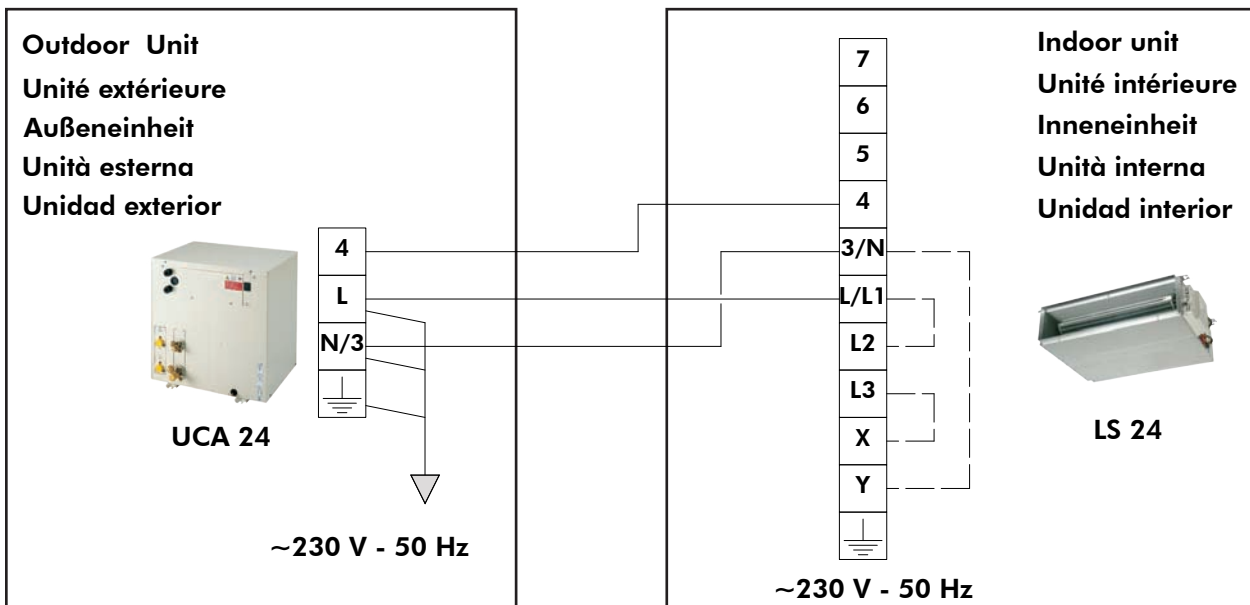 Outdoor Unit
Unité extérieure
Außeneinheit
Unità esterna
Unidad exterior
4
L
N/3
UCA 24
~230 V - 50 Hz
7
6
5
4
3/N
L/L1
L2
L3
X
Y
~230 V - 50 Hz
Indoor unit
Unité intérieure
Inneneinheit
Unità interna
Unidad interior
LS 24